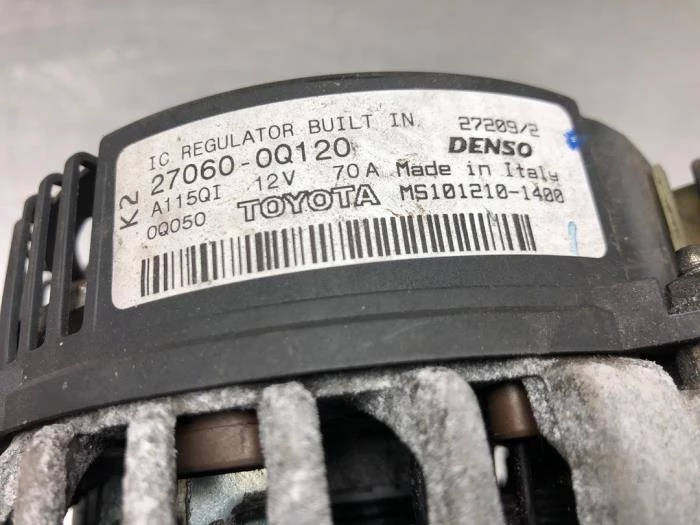 IC REGULATOR BUILT IN 27209/2
K2 27060-0Q120 DENSO
A115QI 12V 70A Made in Italy
0Q050 TOYOTA MS101210-1400